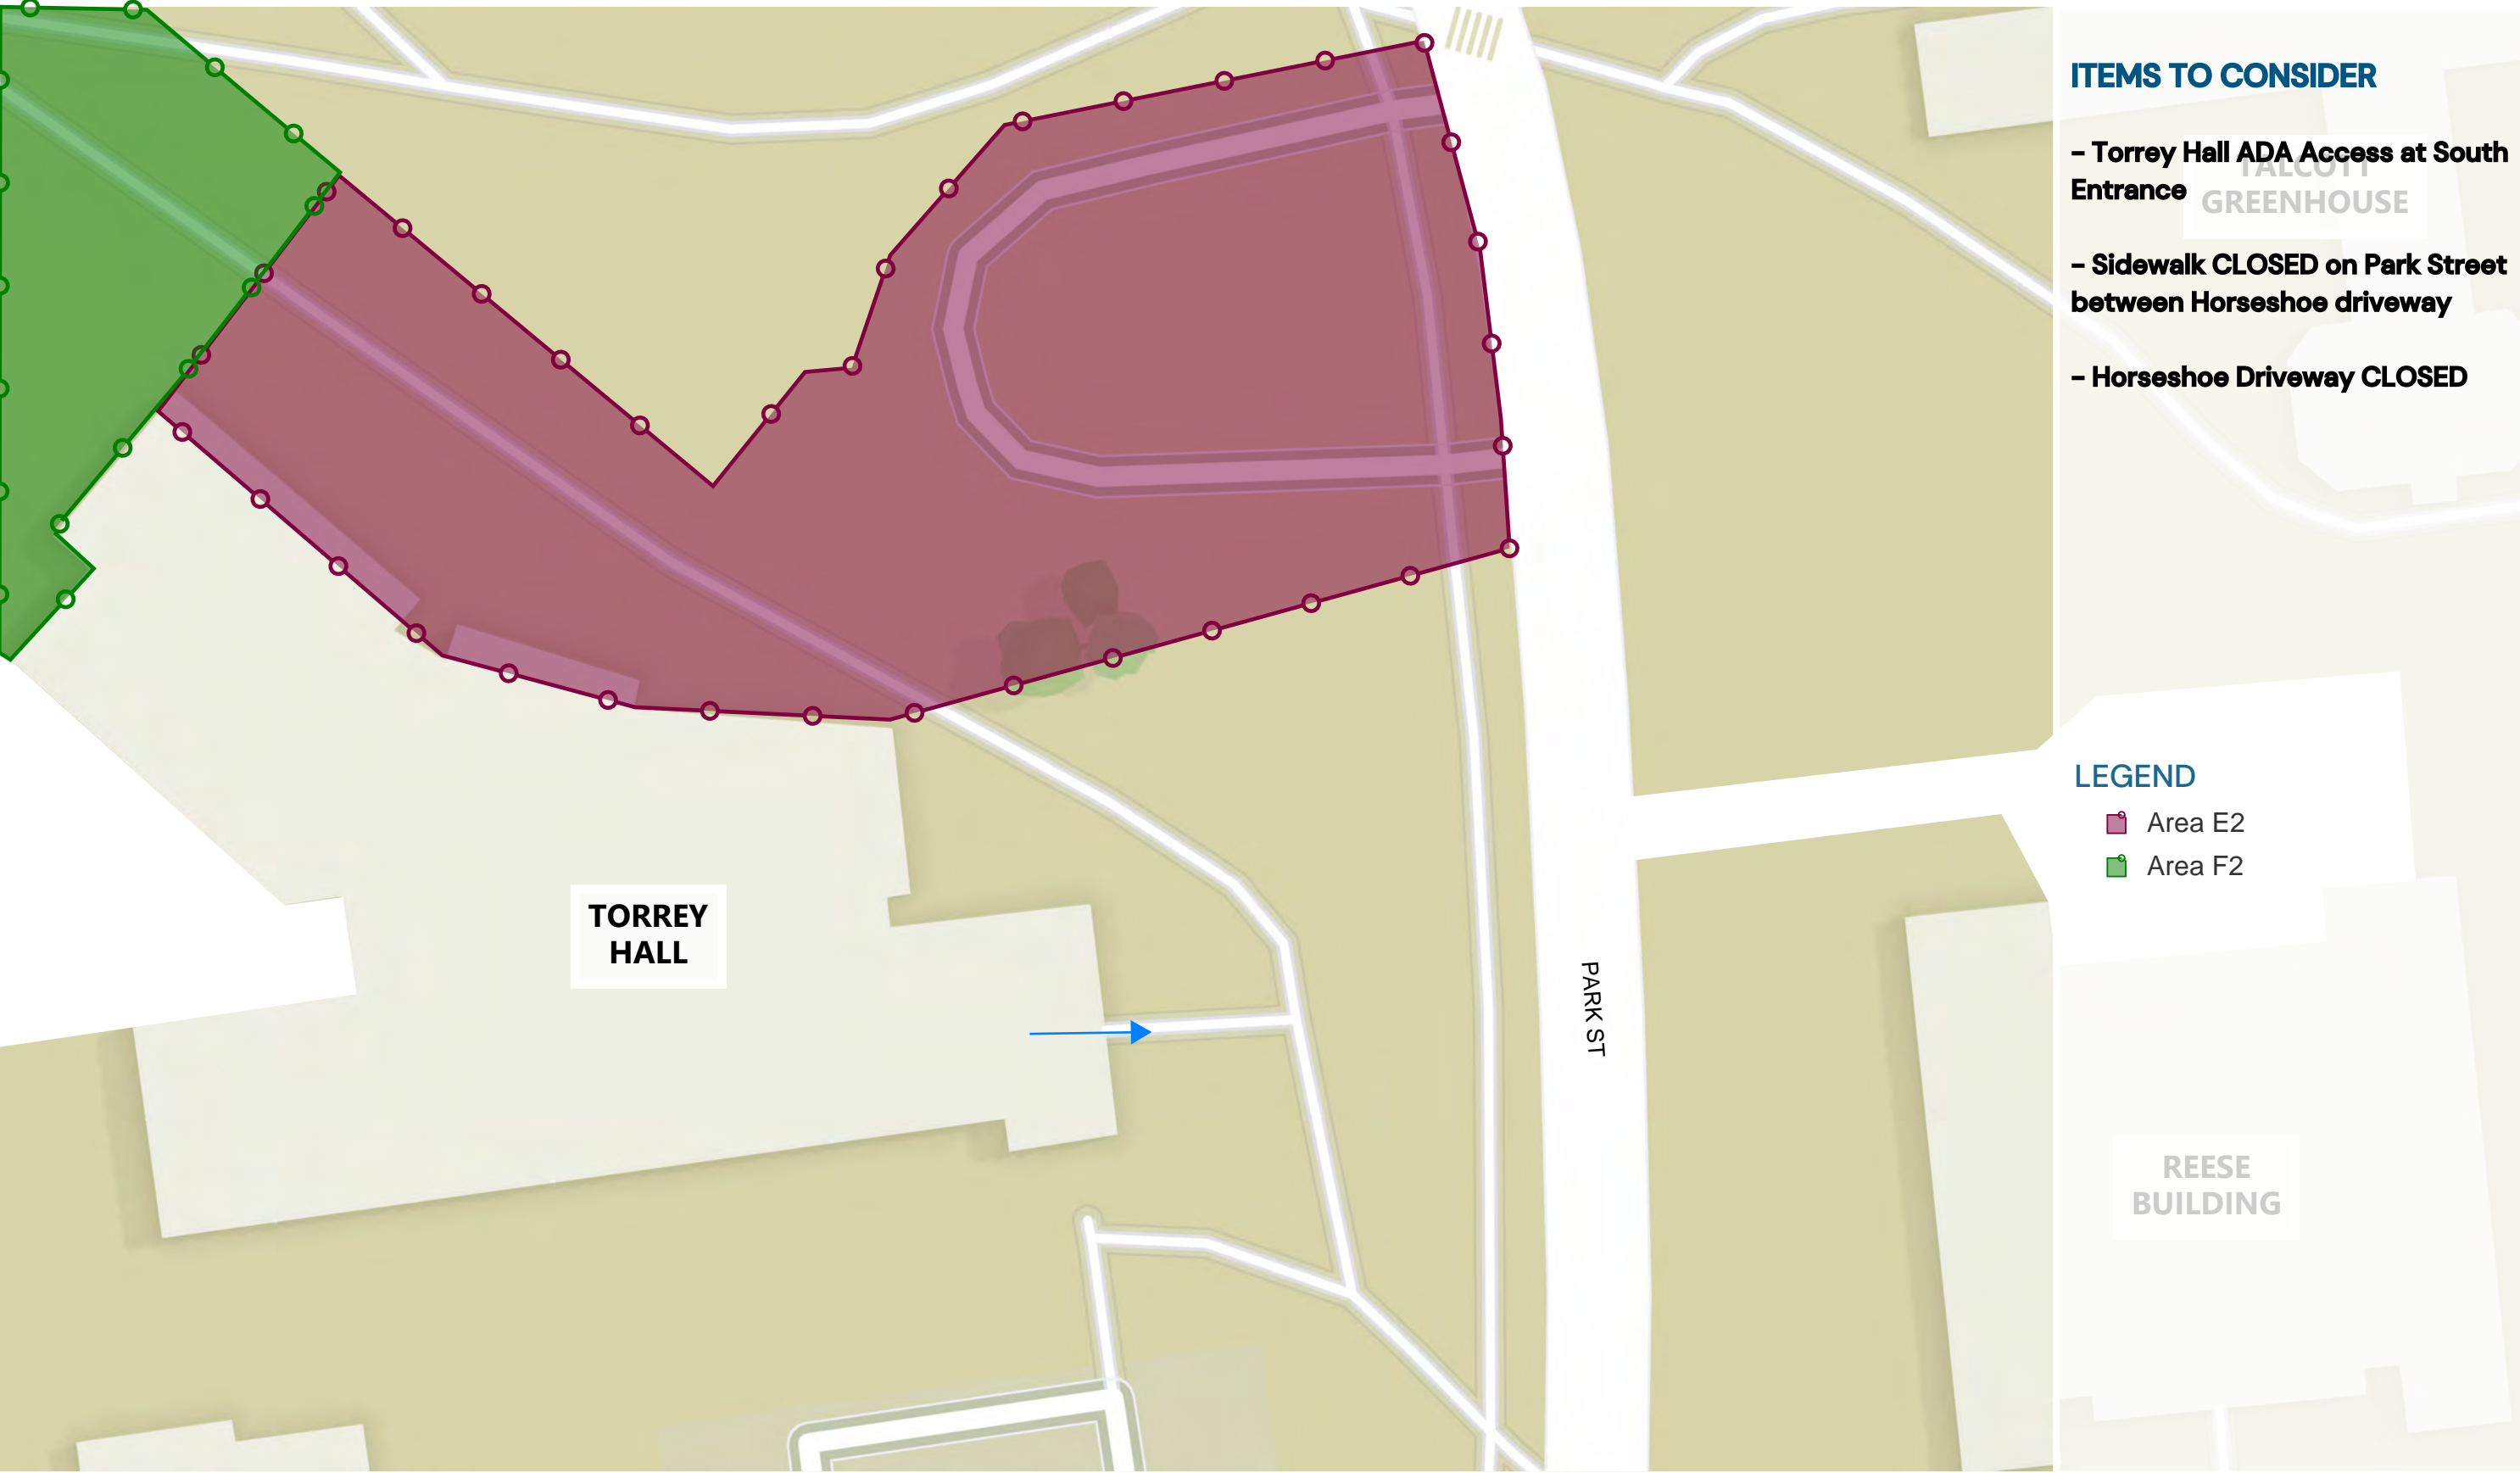 ITEMS TO CONSIDER
- Torrey Hall ADA Access at South
Entrance
- Sidewalk CLOSED on Park Street
between Horseshoe driveway
- Horseshoe Driveway CLOSED
TALCOTT
GREENHOUSE
LEGEND
Area E2
Area F2
TORREY
HALL
PARK ST
REESE
BUILDING